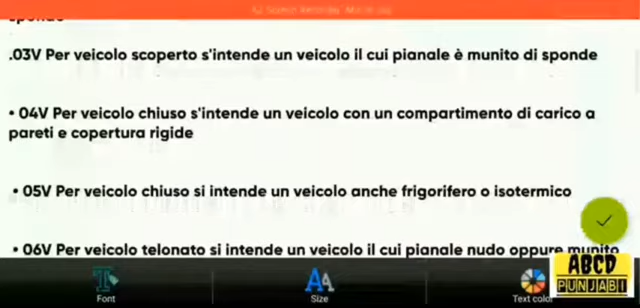 .03V Per veicolo scoperto s'intende un veicolo il cui pianale è munito di sponde
• 04V Per veicolo chiuso s'intende un veicolo con un compartimento di carico a
pareti e copertura rigide
• 05V Per veicolo chiuso si intende un veicolo anche frigorifero o isotermico
• 06V Per veicolo telonato si intende un veicolo il cui pianale nudo oppure munito
Font
Size
Text color
ABCD
PUNJABI